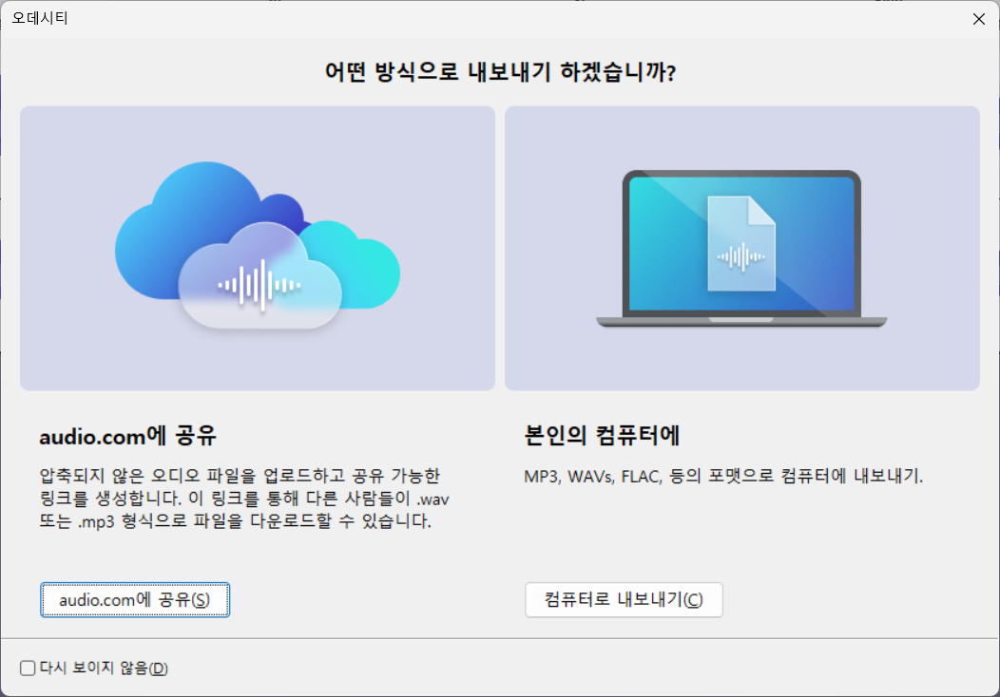 오데시티
어떤 방식으로 내보내기 하겠습니까?
audio.com에 공유
압축되지 않은 오디오 파일을 업로드하고 공유 가능한
링크를 생성합니다. 이 링크를 통해 다른 사람들이 .wav
또는 .mp3 형식으로 파일을 다운로드할 수 있습니다.
audio.com에 공유(S)
본인의 컴퓨터에
MP3, WAVs, FLAC, 등의 포맷으로 컴퓨터에 내보내기.
컴퓨터로 내보내기(C)
다시 보이지 않음(D)